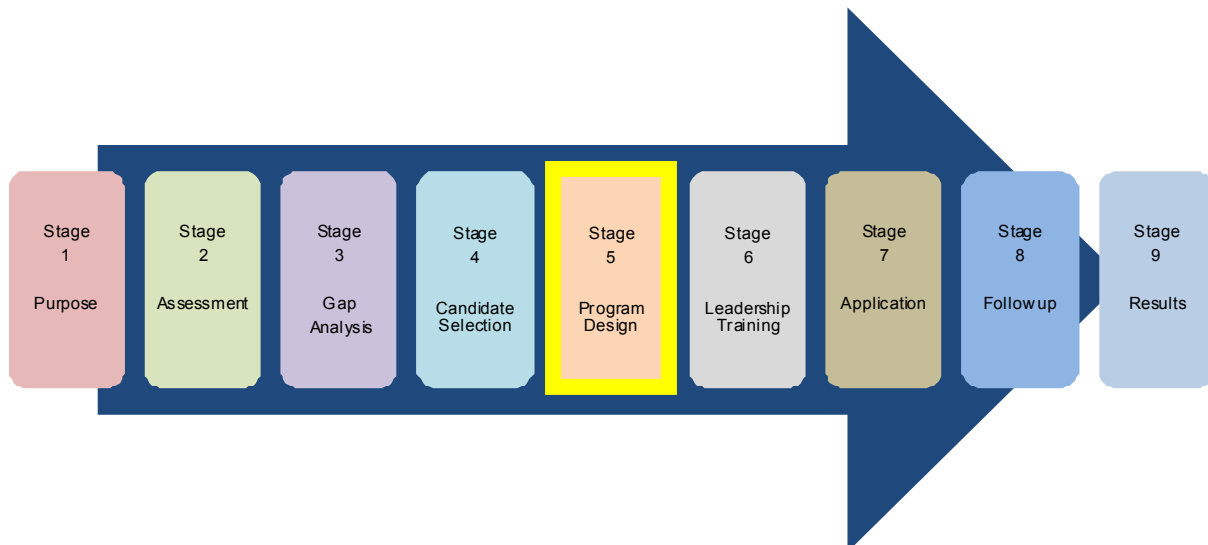 Stage
1
Purpose
Stage
2
Assessment
Stage
3
Gap
Analysis
Stage
4
Candidate
Selection
Stage
5
Program
Design
Stage
6
Leadership
Training
Stage
7
Application
Stage
8
Follow up
Stage
9
Results